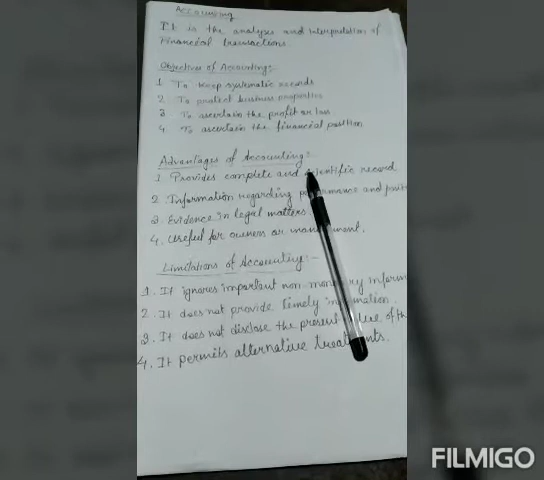 Accounting
It is the analysis and interpretation of
Financial transactions
Objectives of Accounting:-
1 To keep systematic records
2 To protect business properties
3 To ascertain the profit or loss
4 To ascertain the financial position
Advantages of Accounting:-
1 Provides complete and scientific record
2. Information regarding performance and
3. Evidence in legal matters.
4. Useful for owners or management.
Limitations of Accounting:-
1. It ignores important non-monetary
2. It does not provide timely information.
3. It does not disclose the present value of
4. It permits alternative treatments.
FILMIGO